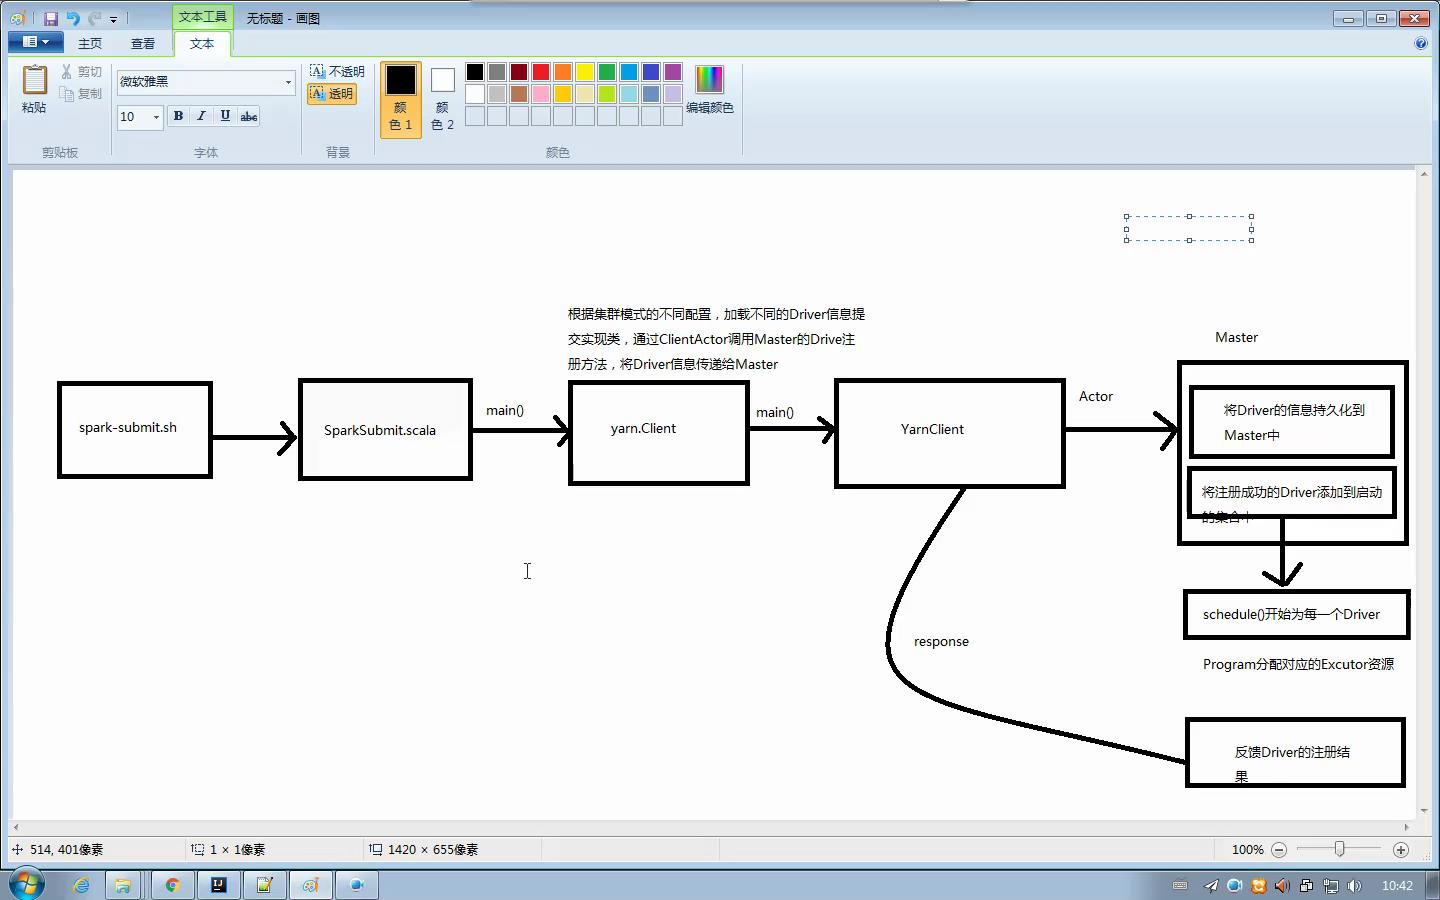 文本工具
无标题 - 画图
主页
查看
文本
粘贴
剪切
复制
剪贴板
微软雅黑
10
B I U abc
字体
不透明
透明
背景
颜
色 1
颜
色 2
编辑颜色
颜色
根据集群模式的不同配置，加载不同的Driver信息提
交实现类，通过ClientActor调用Master的Drive注
册方法，将Driver信息传递给Master
Master
spark-submit.sh
SparkSubmit.scala
main()
yarn.Client
main()
YarnClient
Actor
将Driver的信息持久化到
Master中
将注册成功的Driver添加到启动
的集合中
schedule()开始为每一个Driver
Program分配对应的Excutor资源
response
反馈Driver的注册结
果
514, 401像素
1 × 1像素
1420 × 655像素
100%
10:42